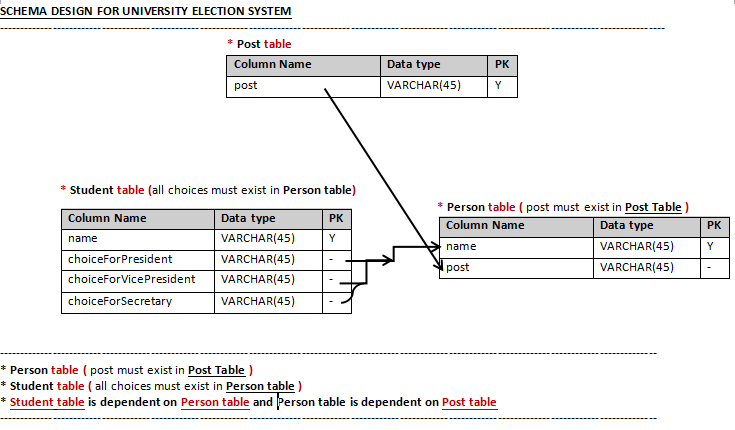 SCHEMA DESIGN FOR UNIVERSITY ELECTION SYSTEM
* Post table
Column Name Data type PK
post VARCHAR(45) Y
* Student table (all choices must exist in Person table)
Column Name Data type PK
name VARCHAR(45) Y
choiceForPresident VARCHAR(45) -
choiceForVicePresident VARCHAR(45) -
choiceForSecretary VARCHAR(45) -
* Person table ( post must exist in Post Table )
Column Name Data type PK
name VARCHAR(45) Y
post VARCHAR(45) -
* Person table ( post must exist in Post Table )
* Student table ( all choices must exist in Person table )
* Student table is dependent on Person table and Person table is dependent on Post table